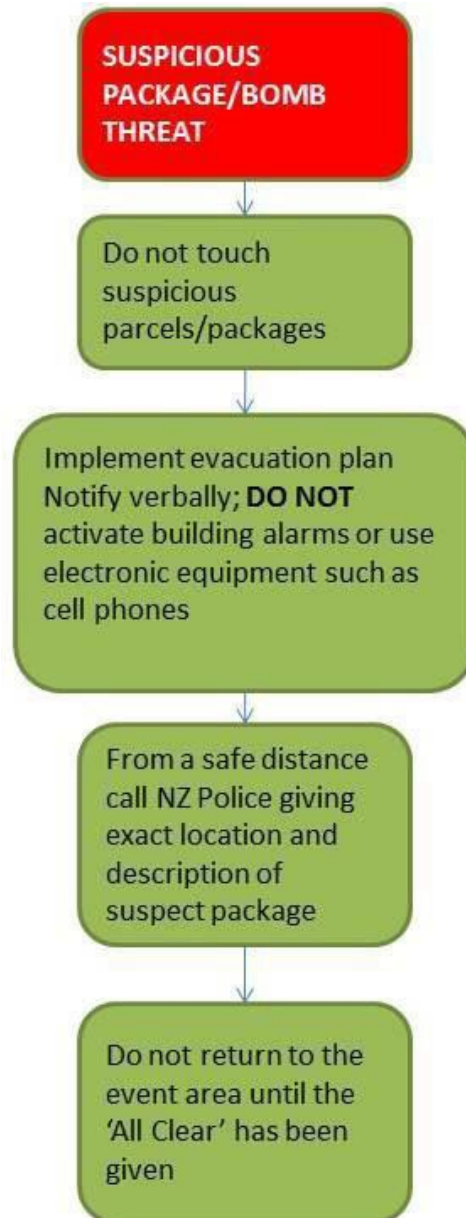 SUSPICIOUS
PACKAGE/BOMB
THREAT
Do not touch
suspicious
parcels/packages
Implement evacuation plan
Notify verbally; DO NOT
activate building alarms or use
electronic equipment such as
cell phones
From a safe distance
call NZ Police giving
exact location and
description of
suspect package
Do not return to the
event area until the
‘All Clear’ has been
given